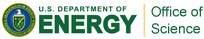 U.S. DEPARTMENT OF
ENERGY
Office of
Science